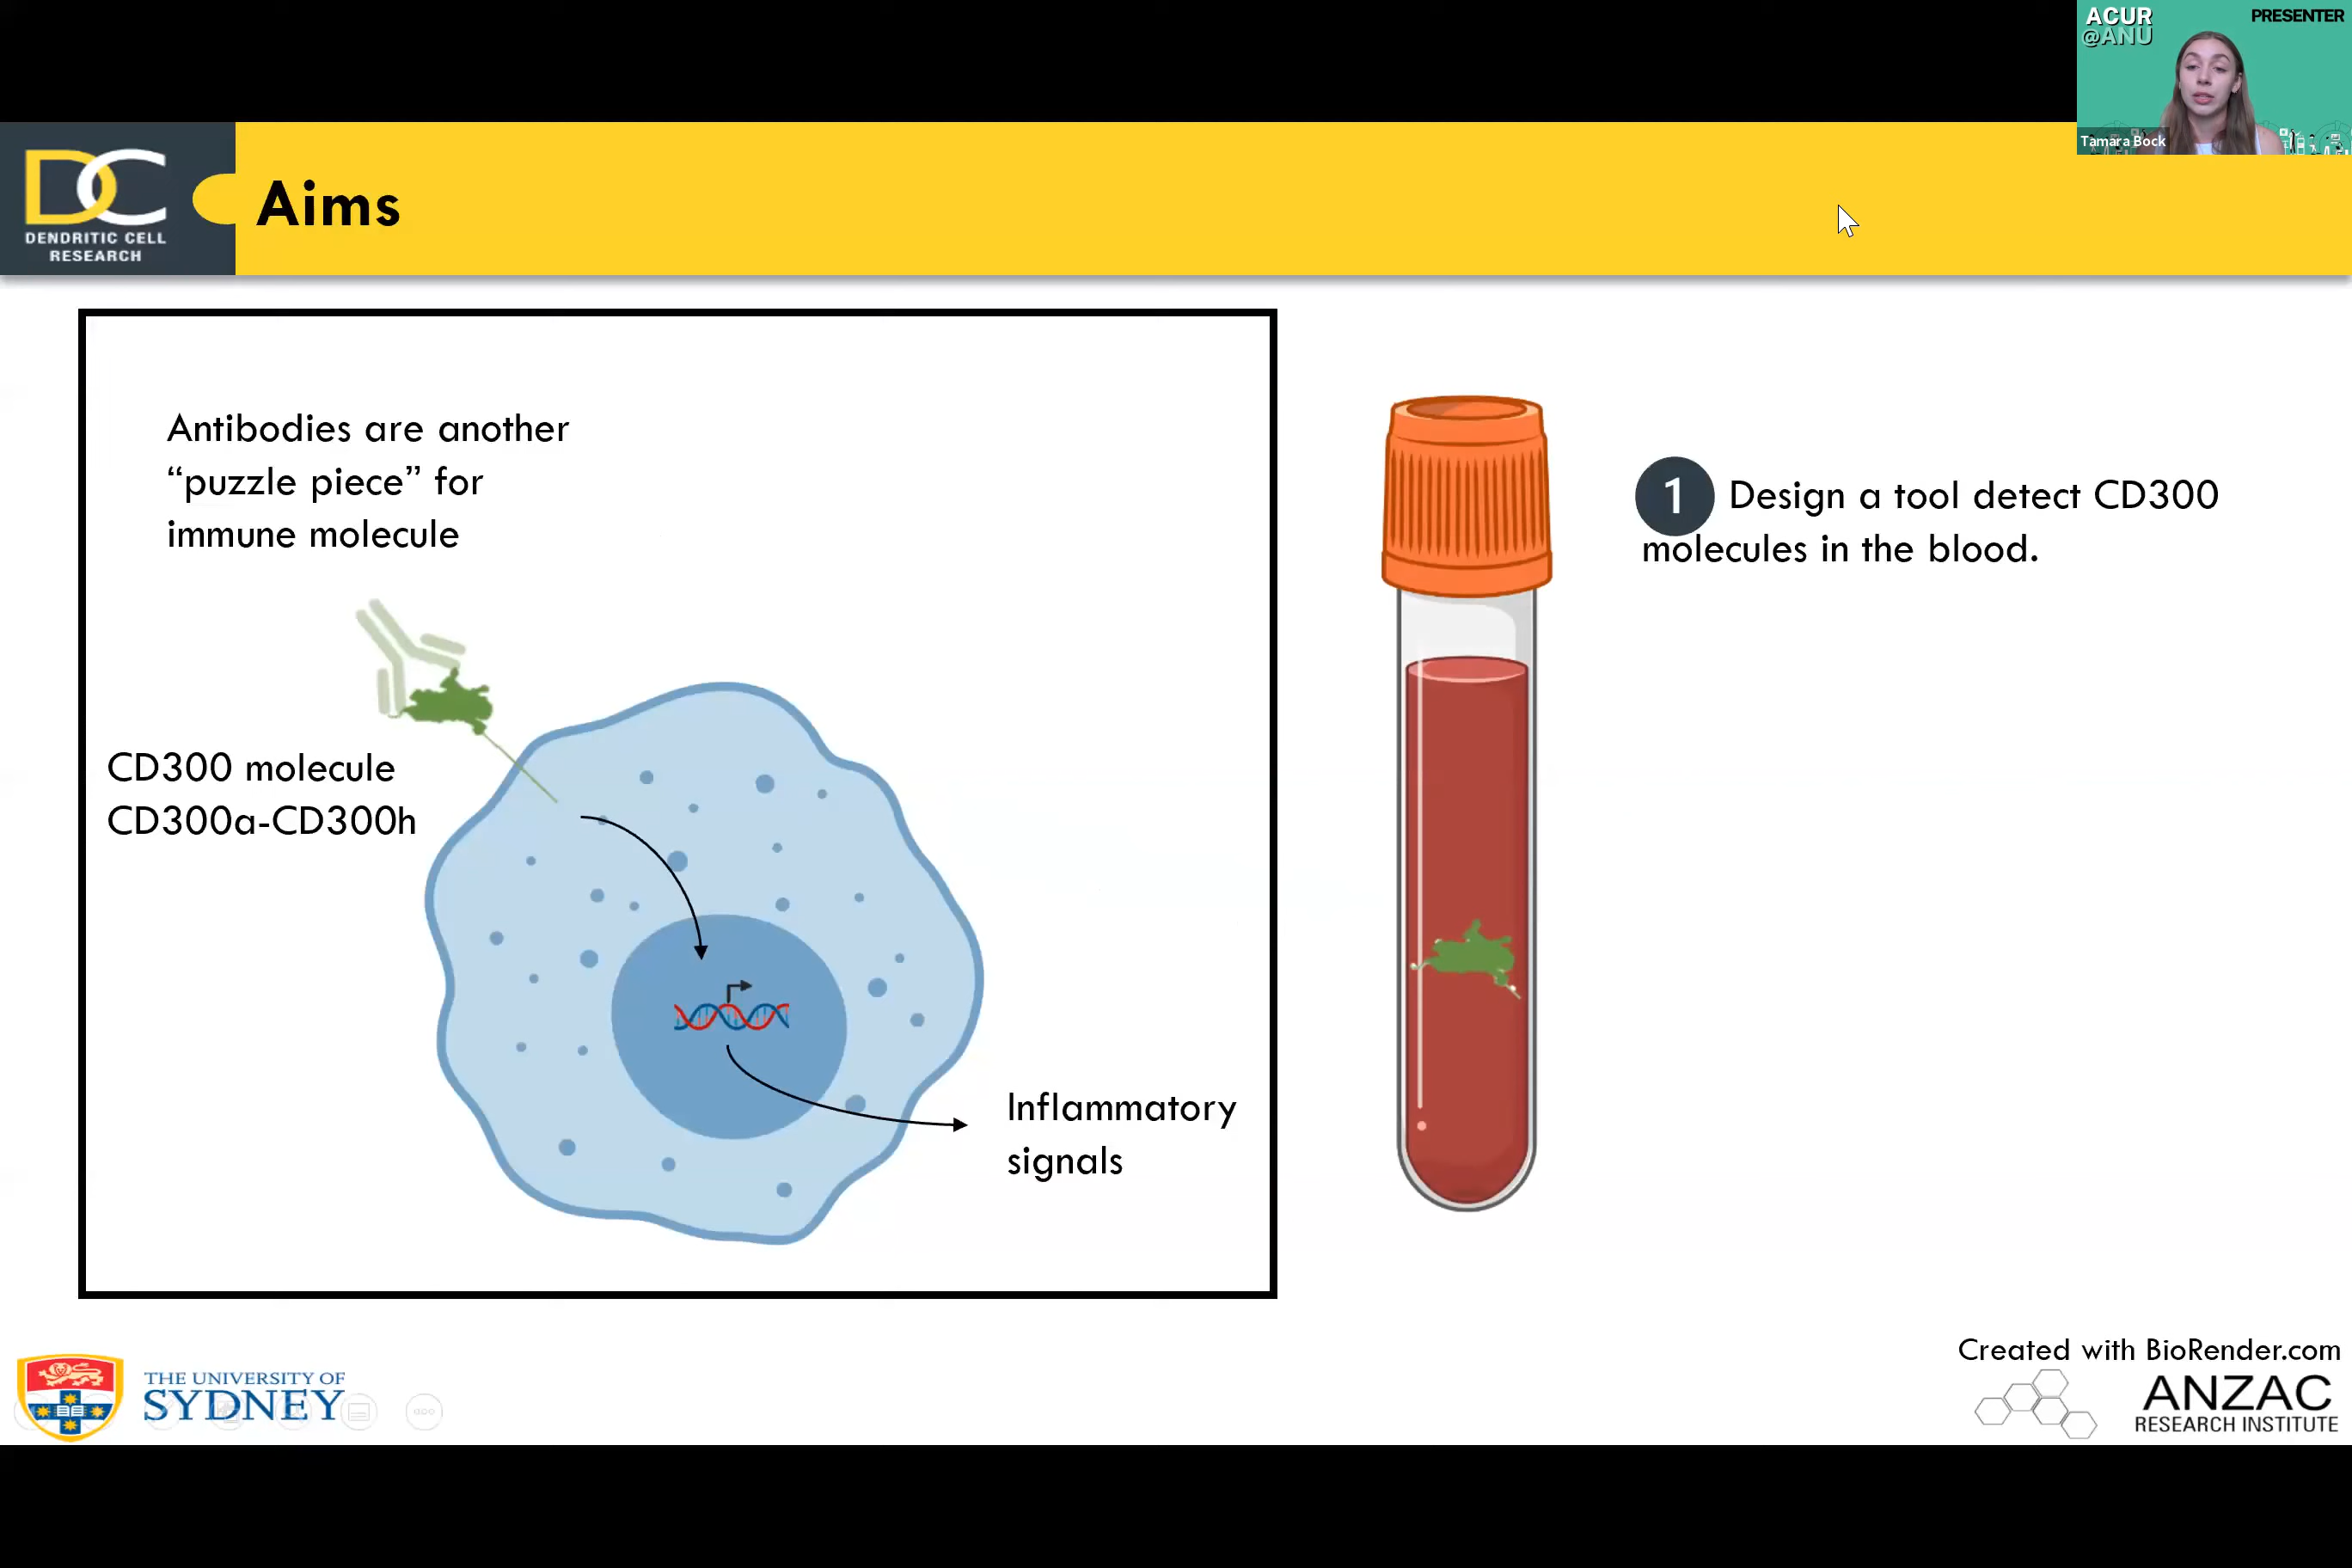 ACUR
@ANU
PRESENTER
Tamara Bock
DC
DENDRITIC CELL
RESEARCH
Aims
Antibodies are another
“puzzle piece” for
immune molecule
CD300 molecule
CD300a-CD300h
Inflammatory
signals
1 Design a tool detect CD300
molecules in the blood.
Created with BioRender.com
THE UNIVERSITY OF
SYDNEY
ANZAC
RESEARCH INSTITUTE